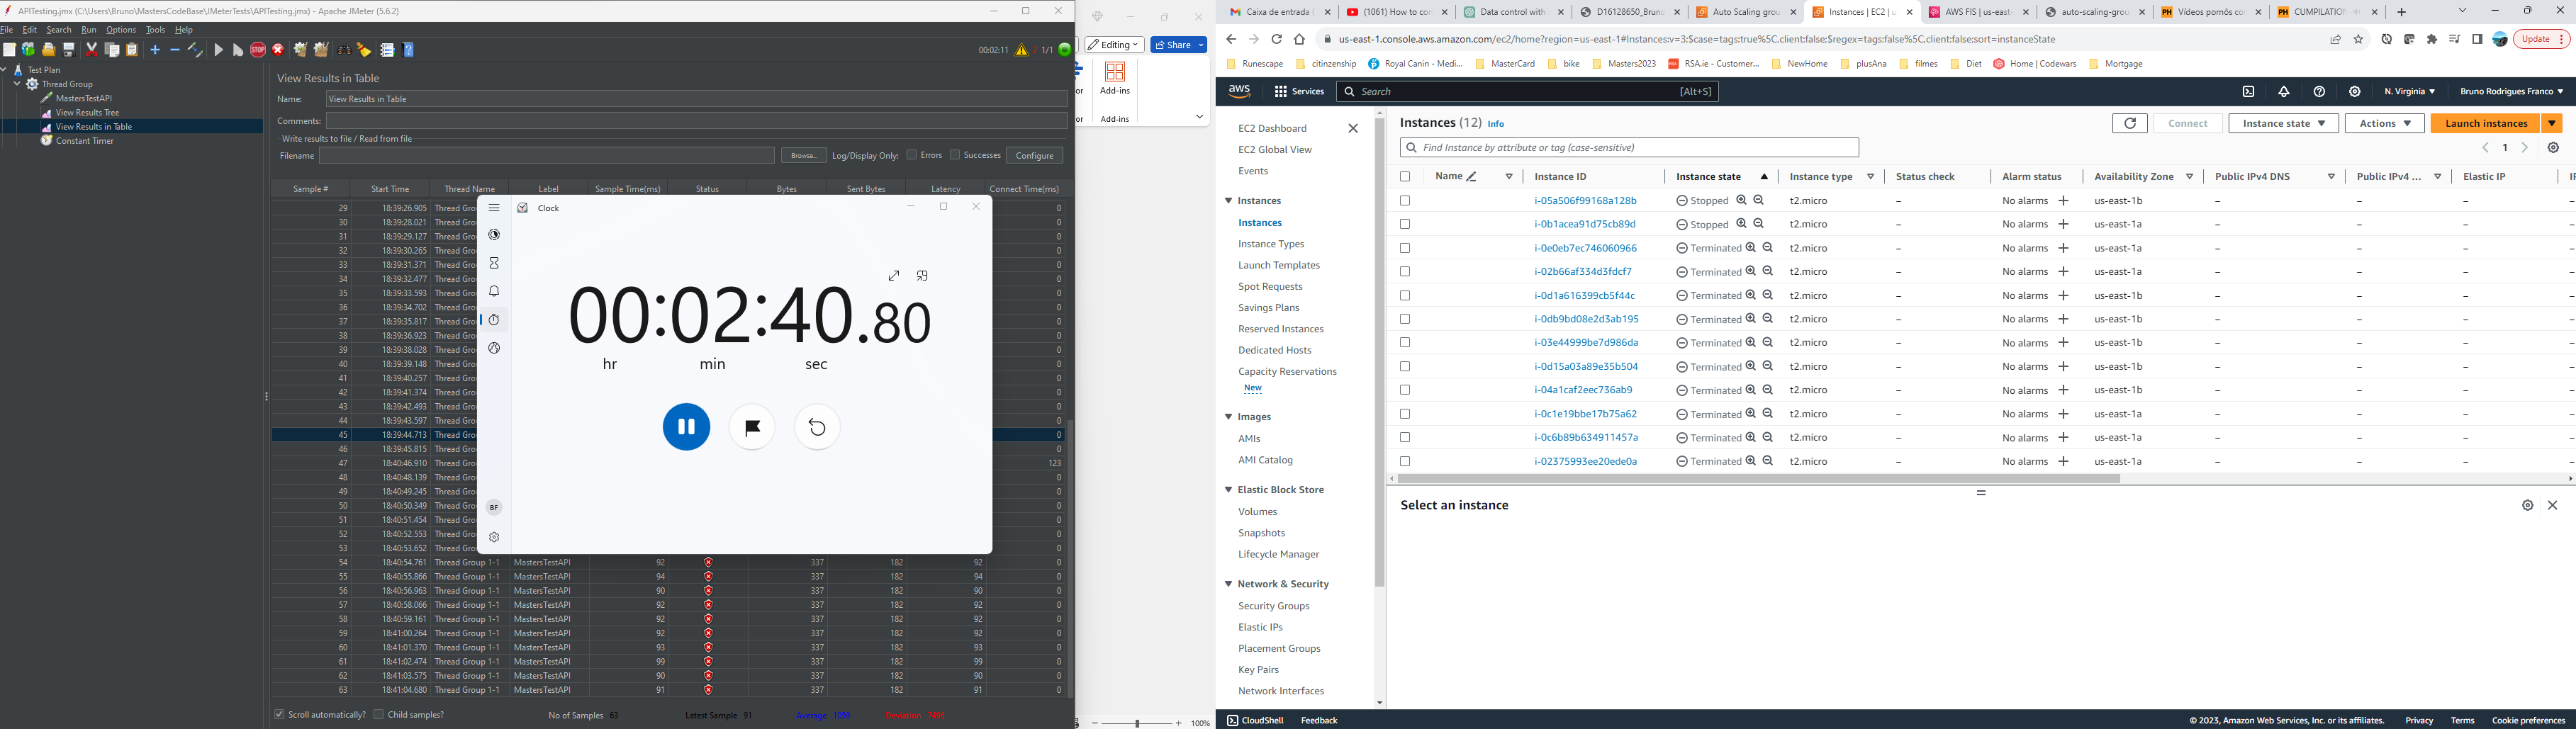 APITesting.jmx (C:\Users\Bruno\MastersCodeBase\JMeterTests\APITesting.jmx) - Apache JMeter (5.6.2)
File Edit Search Run Options Tools Help
00:02:11 1/1
Test Plan
Thread Group
MastersTestAPI
View Results Tree
View Results in Table
Constant Timer
View Results in Table
Name: View Results in Table
Comments:
Write results to file / Read from file
Filename Browse... Log/Display Only: Errors Successes Configure
Sample # Start Time Thread Name Label Sample Time(ms) Status Bytes Sent Bytes Latency Connect Time(ms)
29 18:39:26.905 Thread Gro 0
30 18:39:28.021 Thread Gro 0
31 18:39:29.127 Thread Gro 0
32 18:39:30.265 Thread Gro 0
33 18:39:31.371 Thread Gro 0
34 18:39:32.477 Thread Gro 0
35 18:39:33.593 Thread Gro 0
36 18:39:34.702 Thread Gro 0
37 18:39:35.817 Thread Gro 0
38 18:39:36.923 Thread Gro 0
39 18:39:38.028 Thread Gro 0
40 18:39:39.148 Thread Gro 0
41 18:39:40.257 Thread Gro 0
42 18:39:41.374 Thread Gro 0
43 18:39:42.493 Thread Gro 0
44 18:39:43.597 Thread Gro 0
45 18:39:44.713 Thread Gro 0
46 18:39:45.815 Thread Gro 0
47 18:40:46.910 Thread Gro 123
48 18:40:48.139 Thread Gro 0
49 18:40:49.245 Thread Gro 0
50 18:40:50.349 Thread Gro 0
51 18:40:51.454 Thread Gro 0
52 18:40:52.553 Thread Gro 0
53 18:40:53.652 Thread Gro 0
54 18:40:54.761 Thread Group 1-1 MastersTestAPI 92 337 182 92 0
55 18:40:55.866 Thread Group 1-1 MastersTestAPI 94 337 182 94 0
56 18:40:56.963 Thread Group 1-1 MastersTestAPI 90 337 182 90 0
57 18:40:58.066 Thread Group 1-1 MastersTestAPI 92 337 182 92 0
58 18:40:59.161 Thread Group 1-1 MastersTestAPI 92 337 182 92 0
59 18:41:00.264 Thread Group 1-1 MastersTestAPI 92 337 182 92 0
60 18:41:01.370 Thread Group 1-1 MastersTestAPI 93 337 182 93 0
61 18:41:02.474 Thread Group 1-1 MastersTestAPI 99 337 182 99 0
62 18:41:03.575 Thread Group 1-1 MastersTestAPI 90 337 182 90 0
63 18:41:04.680 Thread Group 1-1 MastersTestAPI 91 337 182 91 0
Scroll automatically? Child samples? No of Samples 63 Latest Sample 91 Average 1059 Deviation 7496
Clock
00:02:40.80
hr min sec
BF
Editing Share
or Add-ins
or Add-ins
100%
Caixa de entrada (1061) How to cor Data control with D16128650_Bruno Auto Scaling grou Instances | EC2 | u AWS FIS | us-east auto-scaling-grou Vídeos pornôs co CUMPILATION
us-east-1.console.aws.amazon.com/ec2/home?region=us-east-1#Instances:v=3;$case=tags:true%5C,client:false;$regex=tags:false%5C,client:false;sort=instanceState
Update
Runescape citinzenship Royal Canin - Medi... MasterCard bike Masters2023 RSA.ie - Customer... NewHome plusAna filmes Diet Home | Codewars Mortgage
aws Services Search [Alt+S] N. Virginia Bruno Rodrigues Franco
EC2 Dashboard
EC2 Global View
Events
Instances
Instances
Instance Types
Launch Templates
Spot Requests
Savings Plans
Reserved Instances
Dedicated Hosts
Capacity Reservations
New
Images
AMIs
AMI Catalog
Elastic Block Store
Volumes
Snapshots
Lifecycle Manager
Network & Security
Security Groups
Elastic IPs
Placement Groups
Key Pairs
Network Interfaces
Instances (12) Info
Connect Instance state Actions Launch instances
Find Instance by attribute or tag (case-sensitive)
1
Name Instance ID Instance state Instance type Status check Alarm status Availability Zone Public IPv4 DNS Public IPv4 ... Elastic IP
i-05a506f99168a128b Stopped t2.micro – No alarms + us-east-1b – – – –
i-0b1acea91d75cb89d Stopped t2.micro – No alarms + us-east-1a – – – –
i-0e0eb7ec746060966 Terminated t2.micro – No alarms + us-east-1a – – – –
i-02b66af334d3fdcf7 Terminated t2.micro – No alarms + us-east-1a – – – –
i-0d1a616399cb5f44c Terminated t2.micro – No alarms + us-east-1b – – – –
i-0db9bd08e2d3ab195 Terminated t2.micro – No alarms + us-east-1b – – – –
i-03e44999be7d986da Terminated t2.micro – No alarms + us-east-1b – – – –
i-0d15a03a89e35b504 Terminated t2.micro – No alarms + us-east-1b – – – –
i-04a1caf2eec736ab9 Terminated t2.micro – No alarms + us-east-1b – – – –
i-0c1e19bbe17b75a62 Terminated t2.micro – No alarms + us-east-1a – – – –
i-0c6b89b634911457a Terminated t2.micro – No alarms + us-east-1a – – – –
i-02375993ee20ede0a Terminated t2.micro – No alarms + us-east-1a – – – –
Select an instance
CloudShell Feedback © 2023, Amazon Web Services, Inc. or its affiliates. Privacy Terms Cookie preferences